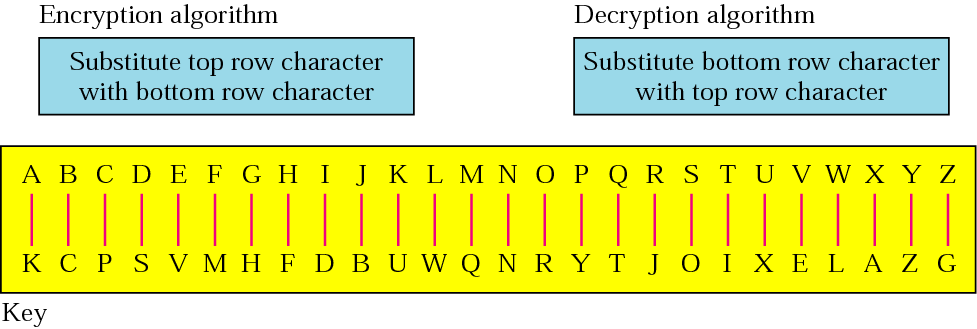 Encryption algorithm
Substitute top row character
with bottom row character
Decryption algorithm
Substitute bottom row character
with top row character
A B C D E F G H I J K L M N O P Q R S T U V W X Y Z
K C P S V M H F D B U W Q N R Y T J O I X E L A Z G
Key